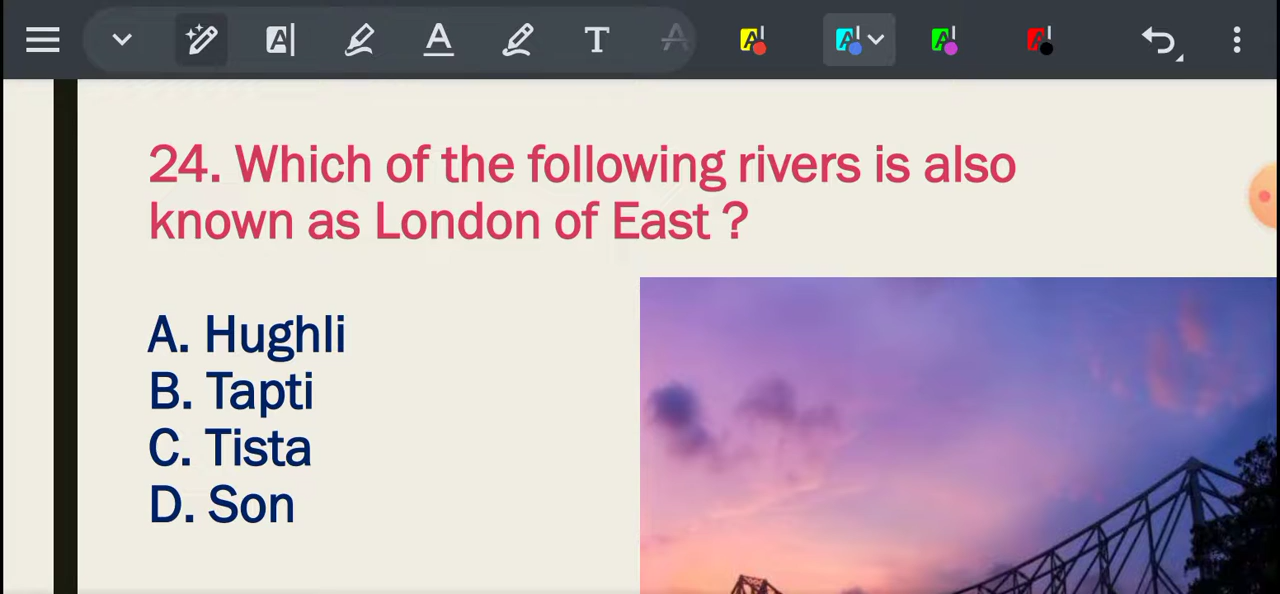 24. Which of the following rivers is also
known as London of East ?
A. Hughli
B. Tapti
C. Tista
D. Son